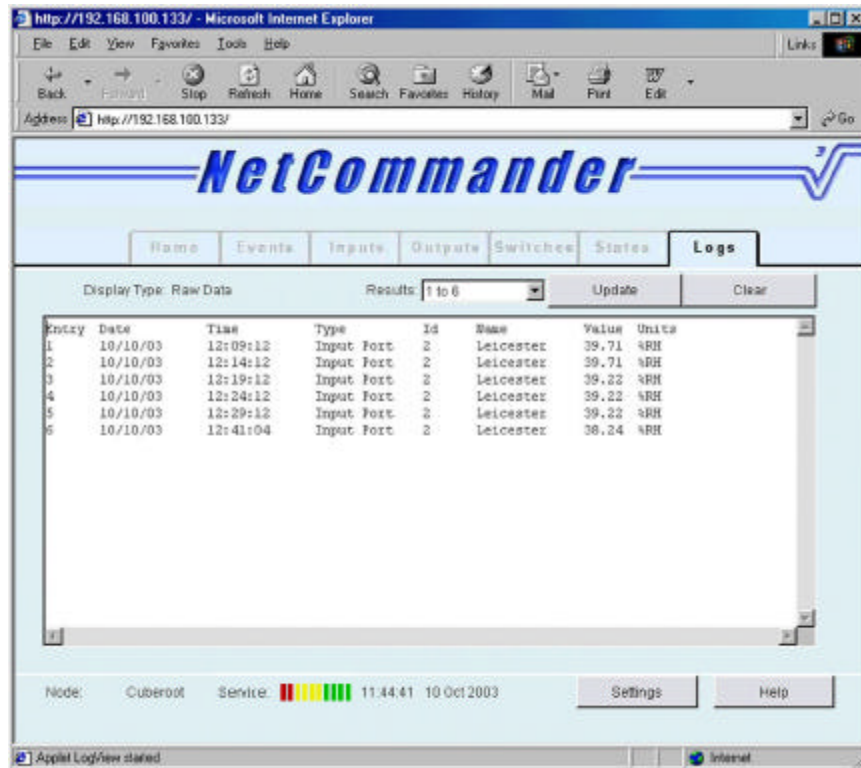 http://192.168.100.133/ - Microsoft Internet Explorer
File Edit View Favorites Tools Help Links
Back Forward Stop Refresh Home Search Favorites History Mail Print Edit
Address http://192.168.100.133/ Go
NetCommander 3
Name Events Inputs Outputs Switches States Logs
Display Type: Raw Data Results: 1 to 6 Update Clear
Entry Date Time Type Id Name Value Units
1 10/10/03 12:09:12 Input Port 2 Leicester 39.71 %RH
2 10/10/03 12:14:12 Input Port 2 Leicester 39.71 %RH
3 10/10/03 12:19:12 Input Port 2 Leicester 39.22 %RH
4 10/10/03 12:24:12 Input Port 2 Leicester 39.22 %RH
5 10/10/03 12:29:12 Input Port 2 Leicester 39.22 %RH
6 10/10/03 12:41:04 Input Port 2 Leicester 38.24 %RH
Node: Cuberoot Service: 11:44:41 10 Oct 2003 Settings Help
Applet LogView started Internet